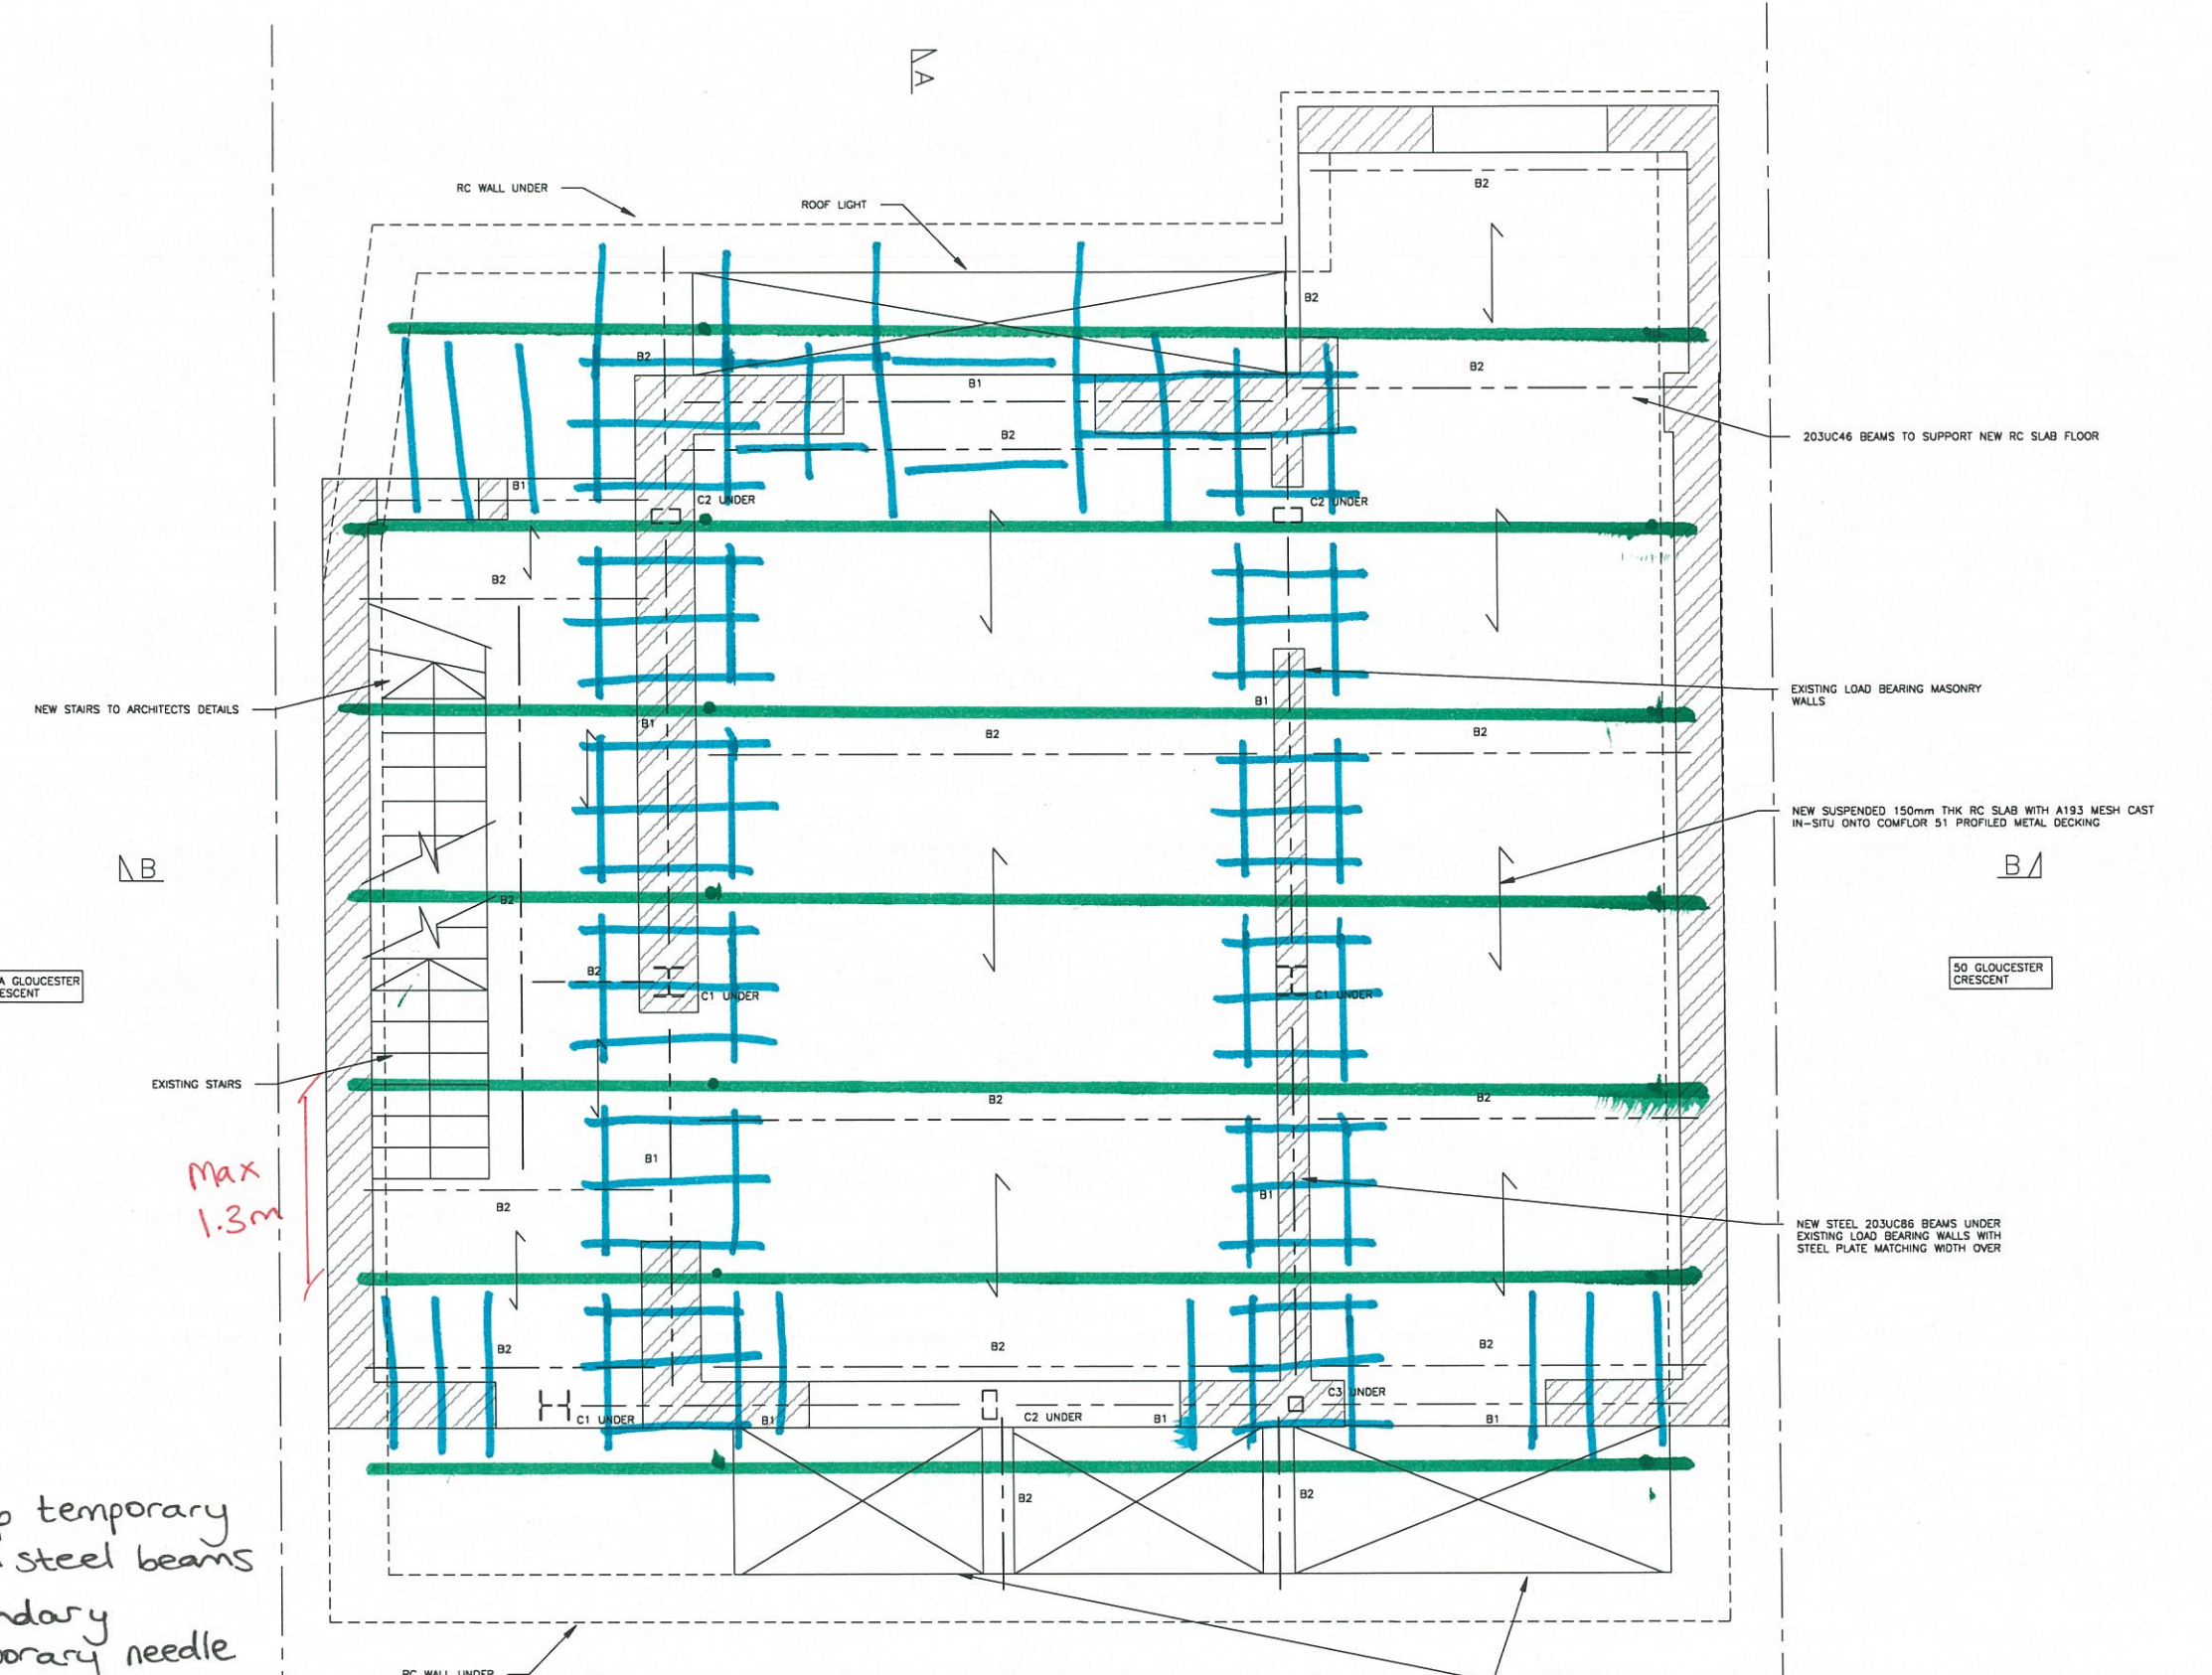 A
RC WALL UNDER
ROOF LIGHT
B2
B2
B2
B2
B1
B2
203UC46 BEAMS TO SUPPORT NEW RC SLAB FLOOR
B1
C2 UNDER
C2 UNDER
B2
NEW STAIRS TO ARCHITECTS DETAILS
EXISTING LOAD BEARING MASONRY
WALLS
B1
B1
B2
B2
NEW SUSPENDED 150mm THK RC SLAB WITH A193 MESH CAST
IN-SITU ONTO COMFLOR 51 PROFILED METAL DECKING
B
B
B2
B2
C1 UNDER
C1 UNDER
A GLOUCESTER
ESCENT
50 GLOUCESTER
CRESCENT
EXISTING STAIRS
B2
B2
Max
1.3m
B1
B1
B2
NEW STEEL 203UC86 BEAMS UNDER
EXISTING LOAD BEARING WALLS WITH
STEEL PLATE MATCHING WIDTH OVER
B2
B2
B2
C1 UNDER
B1
C2 UNDER
B1
C3 UNDER
B1
B2
B2
temporary
steel beams
needle
RC WALL UNDER